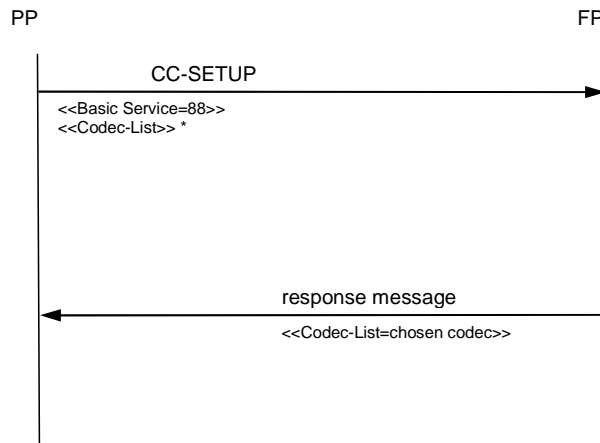 PP
FP
CC-SETUP
<<Basic Service=88>>
<<Codec-List>> *
response message
<<Codec-List=chosen codec>>